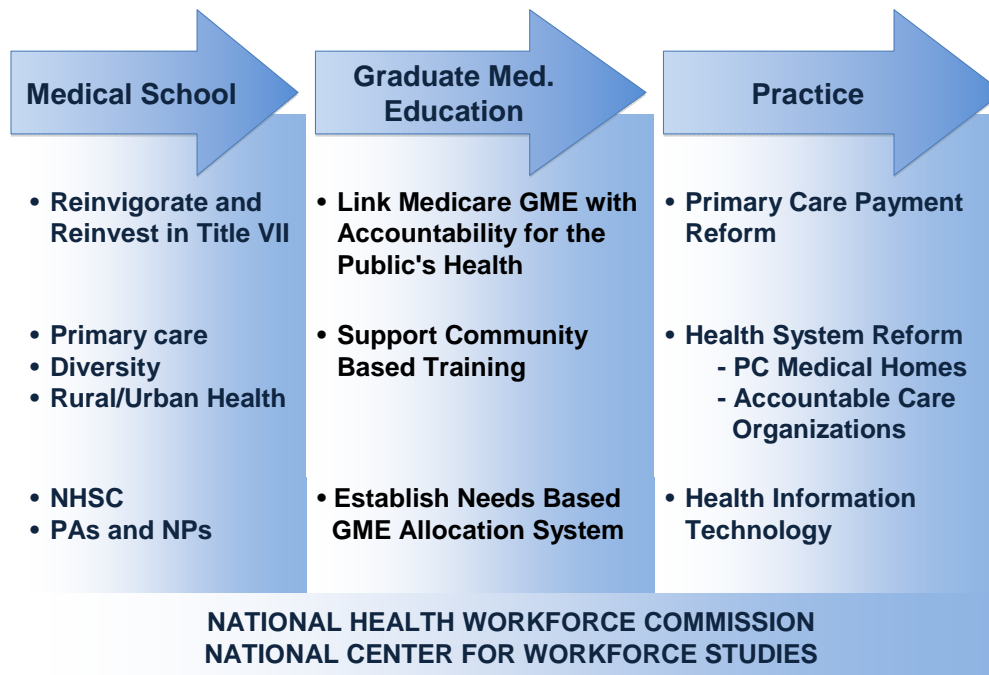 Medical School
• Reinvigorate and
Reinvest in Title VII
• Primary care
• Diversity
• Rural/Urban Health
• NHSC
• PAs and NPs
Graduate Med.
Education
• Link Medicare GME with
Accountability for the
Public's Health
• Support Community
Based Training
• Establish Needs Based
GME Allocation System
Practice
• Primary Care Payment
Reform
• Health System Reform
- PC Medical Homes
- Accountable Care
Organizations
• Health Information
Technology
NATIONAL HEALTH WORKFORCE COMMISSION
NATIONAL CENTER FOR WORKFORCE STUDIES